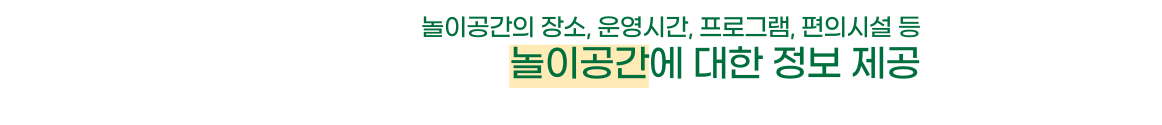 놀이공간의 장소, 운영시간, 프로그램, 편의시설 등
놀이공간에 대한 정보 제공